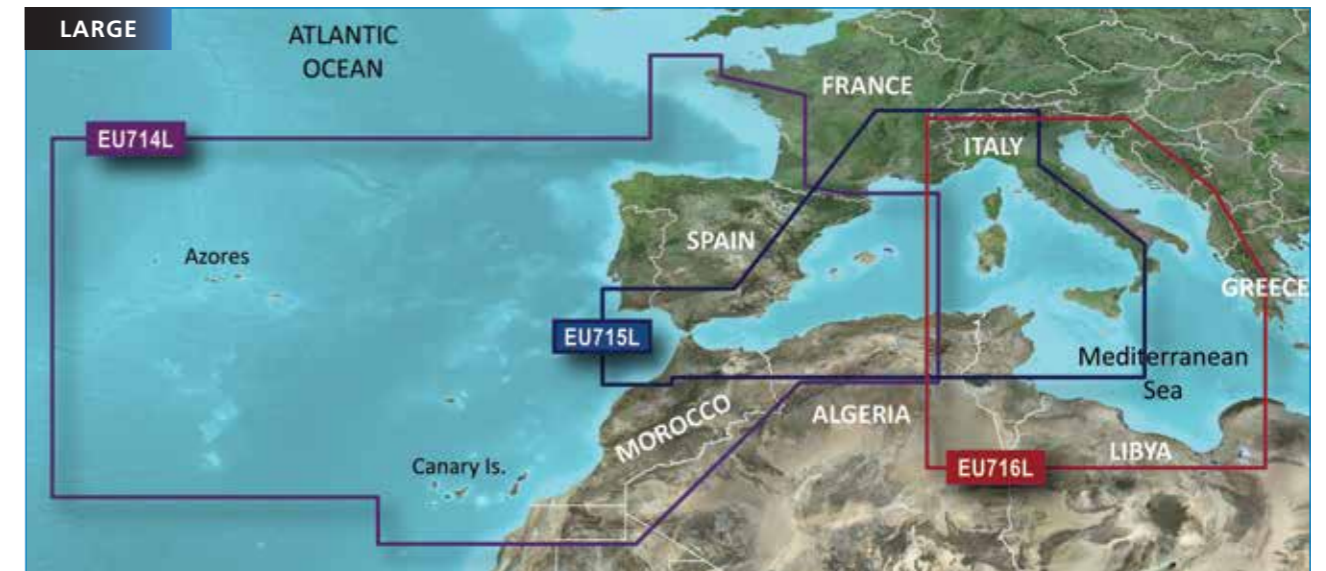 LARGE
ATLANTIC
OCEAN
FRANCE
EU714L
ITALY
SPAIN
Azores
GREECE
EU715L
Mediterranean
Sea
MOROCCO
ALGERIA
LIBYA
Canary Is.
EU716L